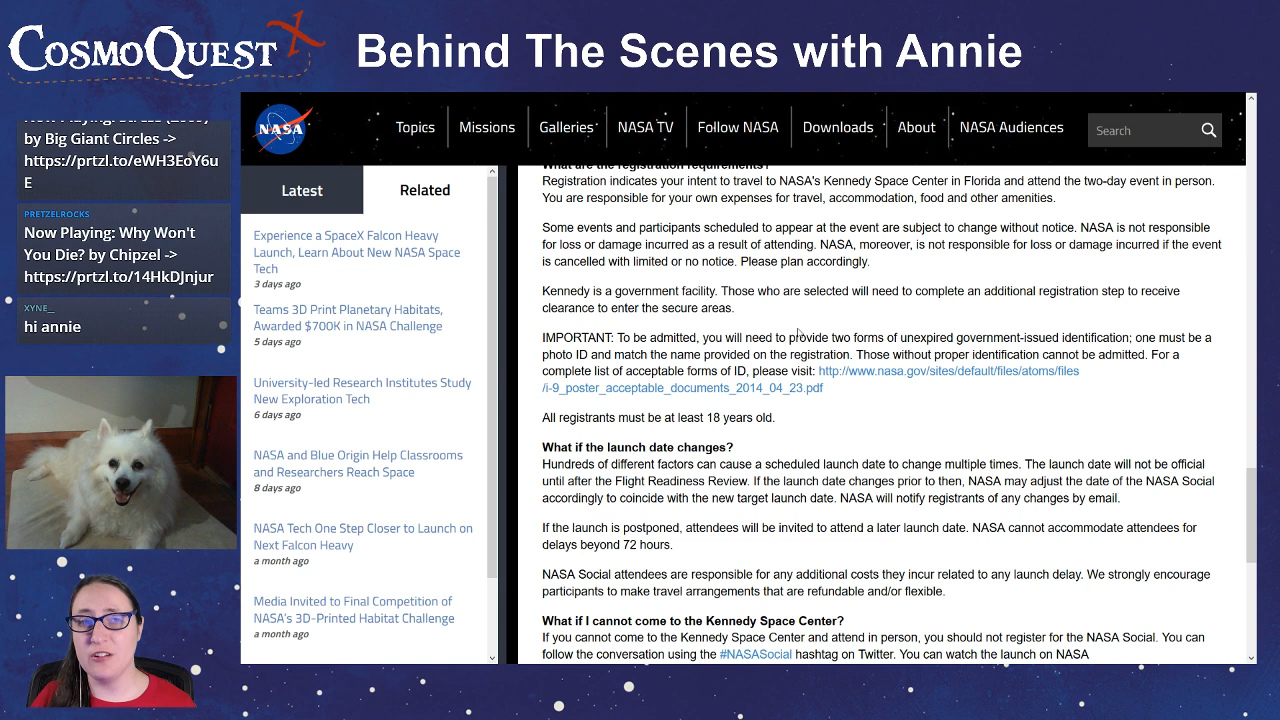 CosmoQuest X
Behind The Scenes with Annie
Now Playing: Stress (2009)
by Big Giant Circles ->
https://prtzl.to/eWH3EoY6u
E
PRETZELROCKS
Now Playing: Why Won't
You Die? by Chipzel ->
https://prtzl.to/14HkDJnjur
XYNE_
hi annie
NASA
Topics
Missions
Galleries
NASA TV
Follow NASA
Downloads
About
NASA Audiences
Search
Latest
Related
Experience a SpaceX Falcon Heavy
Launch, Learn About New NASA Space
Tech
3 days ago
Teams 3D Print Planetary Habitats,
Awarded $700K in NASA Challenge
5 days ago
University-led Research Institutes Study
New Exploration Tech
6 days ago
NASA and Blue Origin Help Classrooms
and Researchers Reach Space
8 days ago
NASA Tech One Step Closer to Launch on
Next Falcon Heavy
a month ago
Media Invited to Final Competition of
NASA's 3D-Printed Habitat Challenge
a month ago
What are the registration requirements?
Registration indicates your intent to travel to NASA's Kennedy Space Center in Florida and attend the two-day event in person.
You are responsible for your own expenses for travel, accommodation, food and other amenities.
Some events and participants scheduled to appear at the event are subject to change without notice. NASA is not responsible
for loss or damage incurred as a result of attending. NASA, moreover, is not responsible for loss or damage incurred if the event
is cancelled with limited or no notice. Please plan accordingly.
Kennedy is a government facility. Those who are selected will need to complete an additional registration step to receive
clearance to enter the secure areas.
IMPORTANT: To be admitted, you will need to provide two forms of unexpired government-issued identification; one must be a
photo ID and match the name provided on the registration. Those without proper identification cannot be admitted. For a
complete list of acceptable forms of ID, please visit: http://www.nasa.gov/sites/default/files/atoms/files
/i-9_poster_acceptable_documents_2014_04_23.pdf
All registrants must be at least 18 years old.
What if the launch date changes?
Hundreds of different factors can cause a scheduled launch date to change multiple times. The launch date will not be official
until after the Flight Readiness Review. If the launch date changes prior to then, NASA may adjust the date of the NASA Social
accordingly to coincide with the new target launch date. NASA will notify registrants of any changes by email.
If the launch is postponed, attendees will be invited to attend a later launch date. NASA cannot accommodate attendees for
delays beyond 72 hours.
NASA Social attendees are responsible for any additional costs they incur related to any launch delay. We strongly encourage
participants to make travel arrangements that are refundable and/or flexible.
What if I cannot come to the Kennedy Space Center?
If you cannot come to the Kennedy Space Center and attend in person, you should not register for the NASA Social. You can
follow the conversation using the #NASASocial hashtag on Twitter. You can watch the launch on NASA